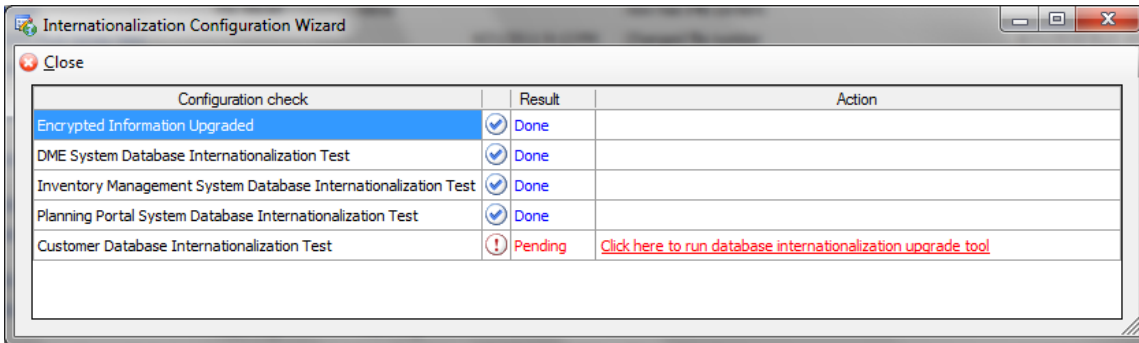 Internationalization Configuration Wizard
Close
Configuration check Result Action
Encrypted Information Upgraded Done
DME System Database Internationalization Test Done
Inventory Management System Database Internationalization Test Done
Planning Portal System Database Internationalization Test Done
Customer Database Internationalization Test Pending Click here to run database internationalization upgrade tool